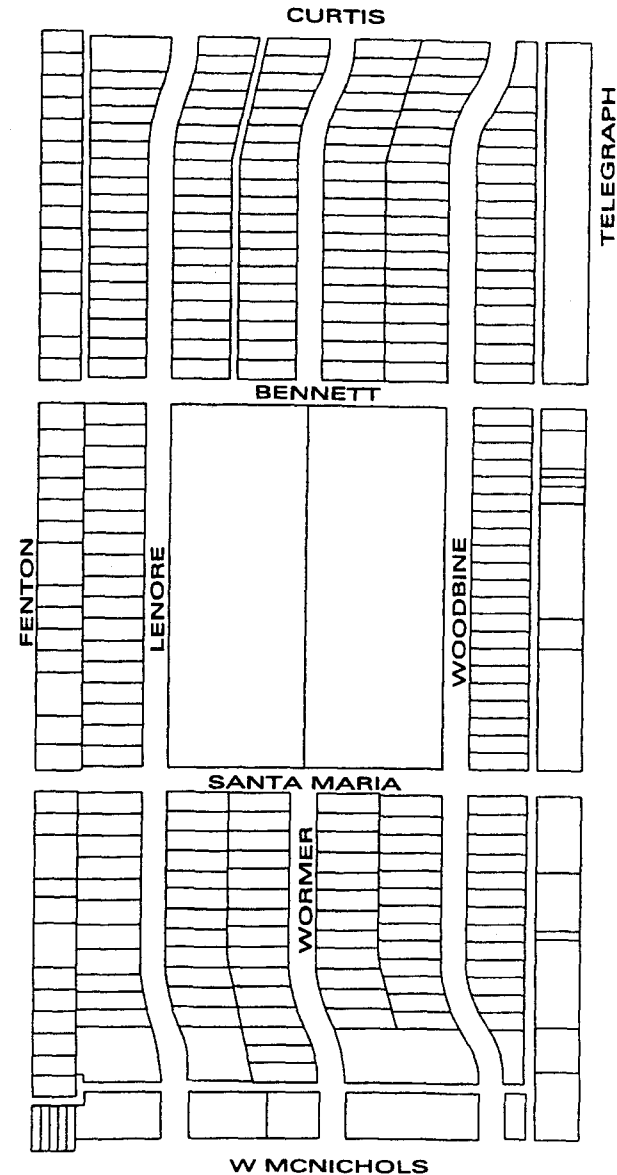 CURTIS
TELEGRAPH
BENNETT
FENTON
LENORE
WOODBINE
SANTA MARIA
WORMER
W MCNICHOLS